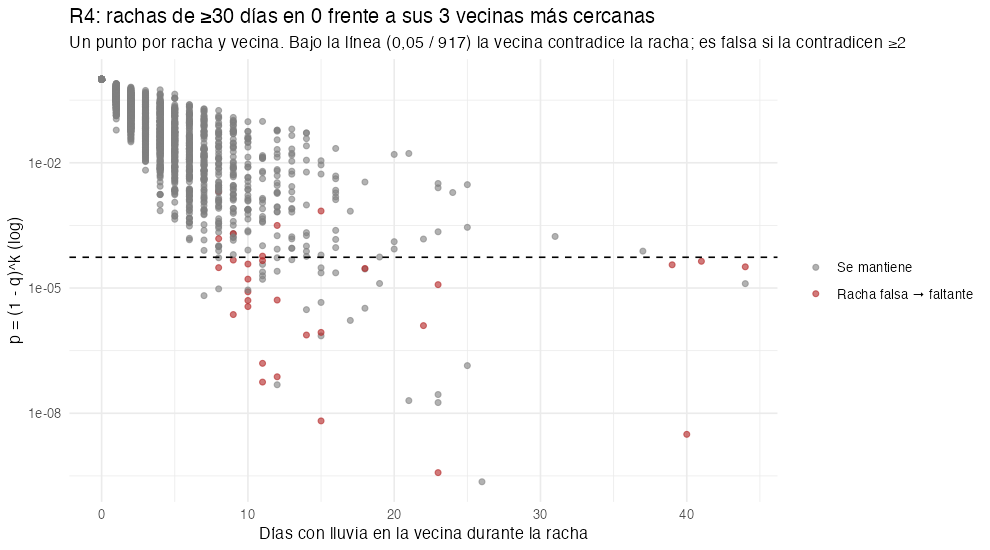 R4: rachas de ≥30 días en 0 frente a sus 3 vecinas más cercanas
Un punto por racha y vecina. Bajo la línea (0,05 / 917) la vecina contradice la racha; es falsa si la contradicen ≥2
p = (1 - q)^k (log)
1e-02
1e-05
1e-08
0
10
20
30
40
Días con lluvia en la vecina durante la racha
Se mantiene
Racha falsa → faltante